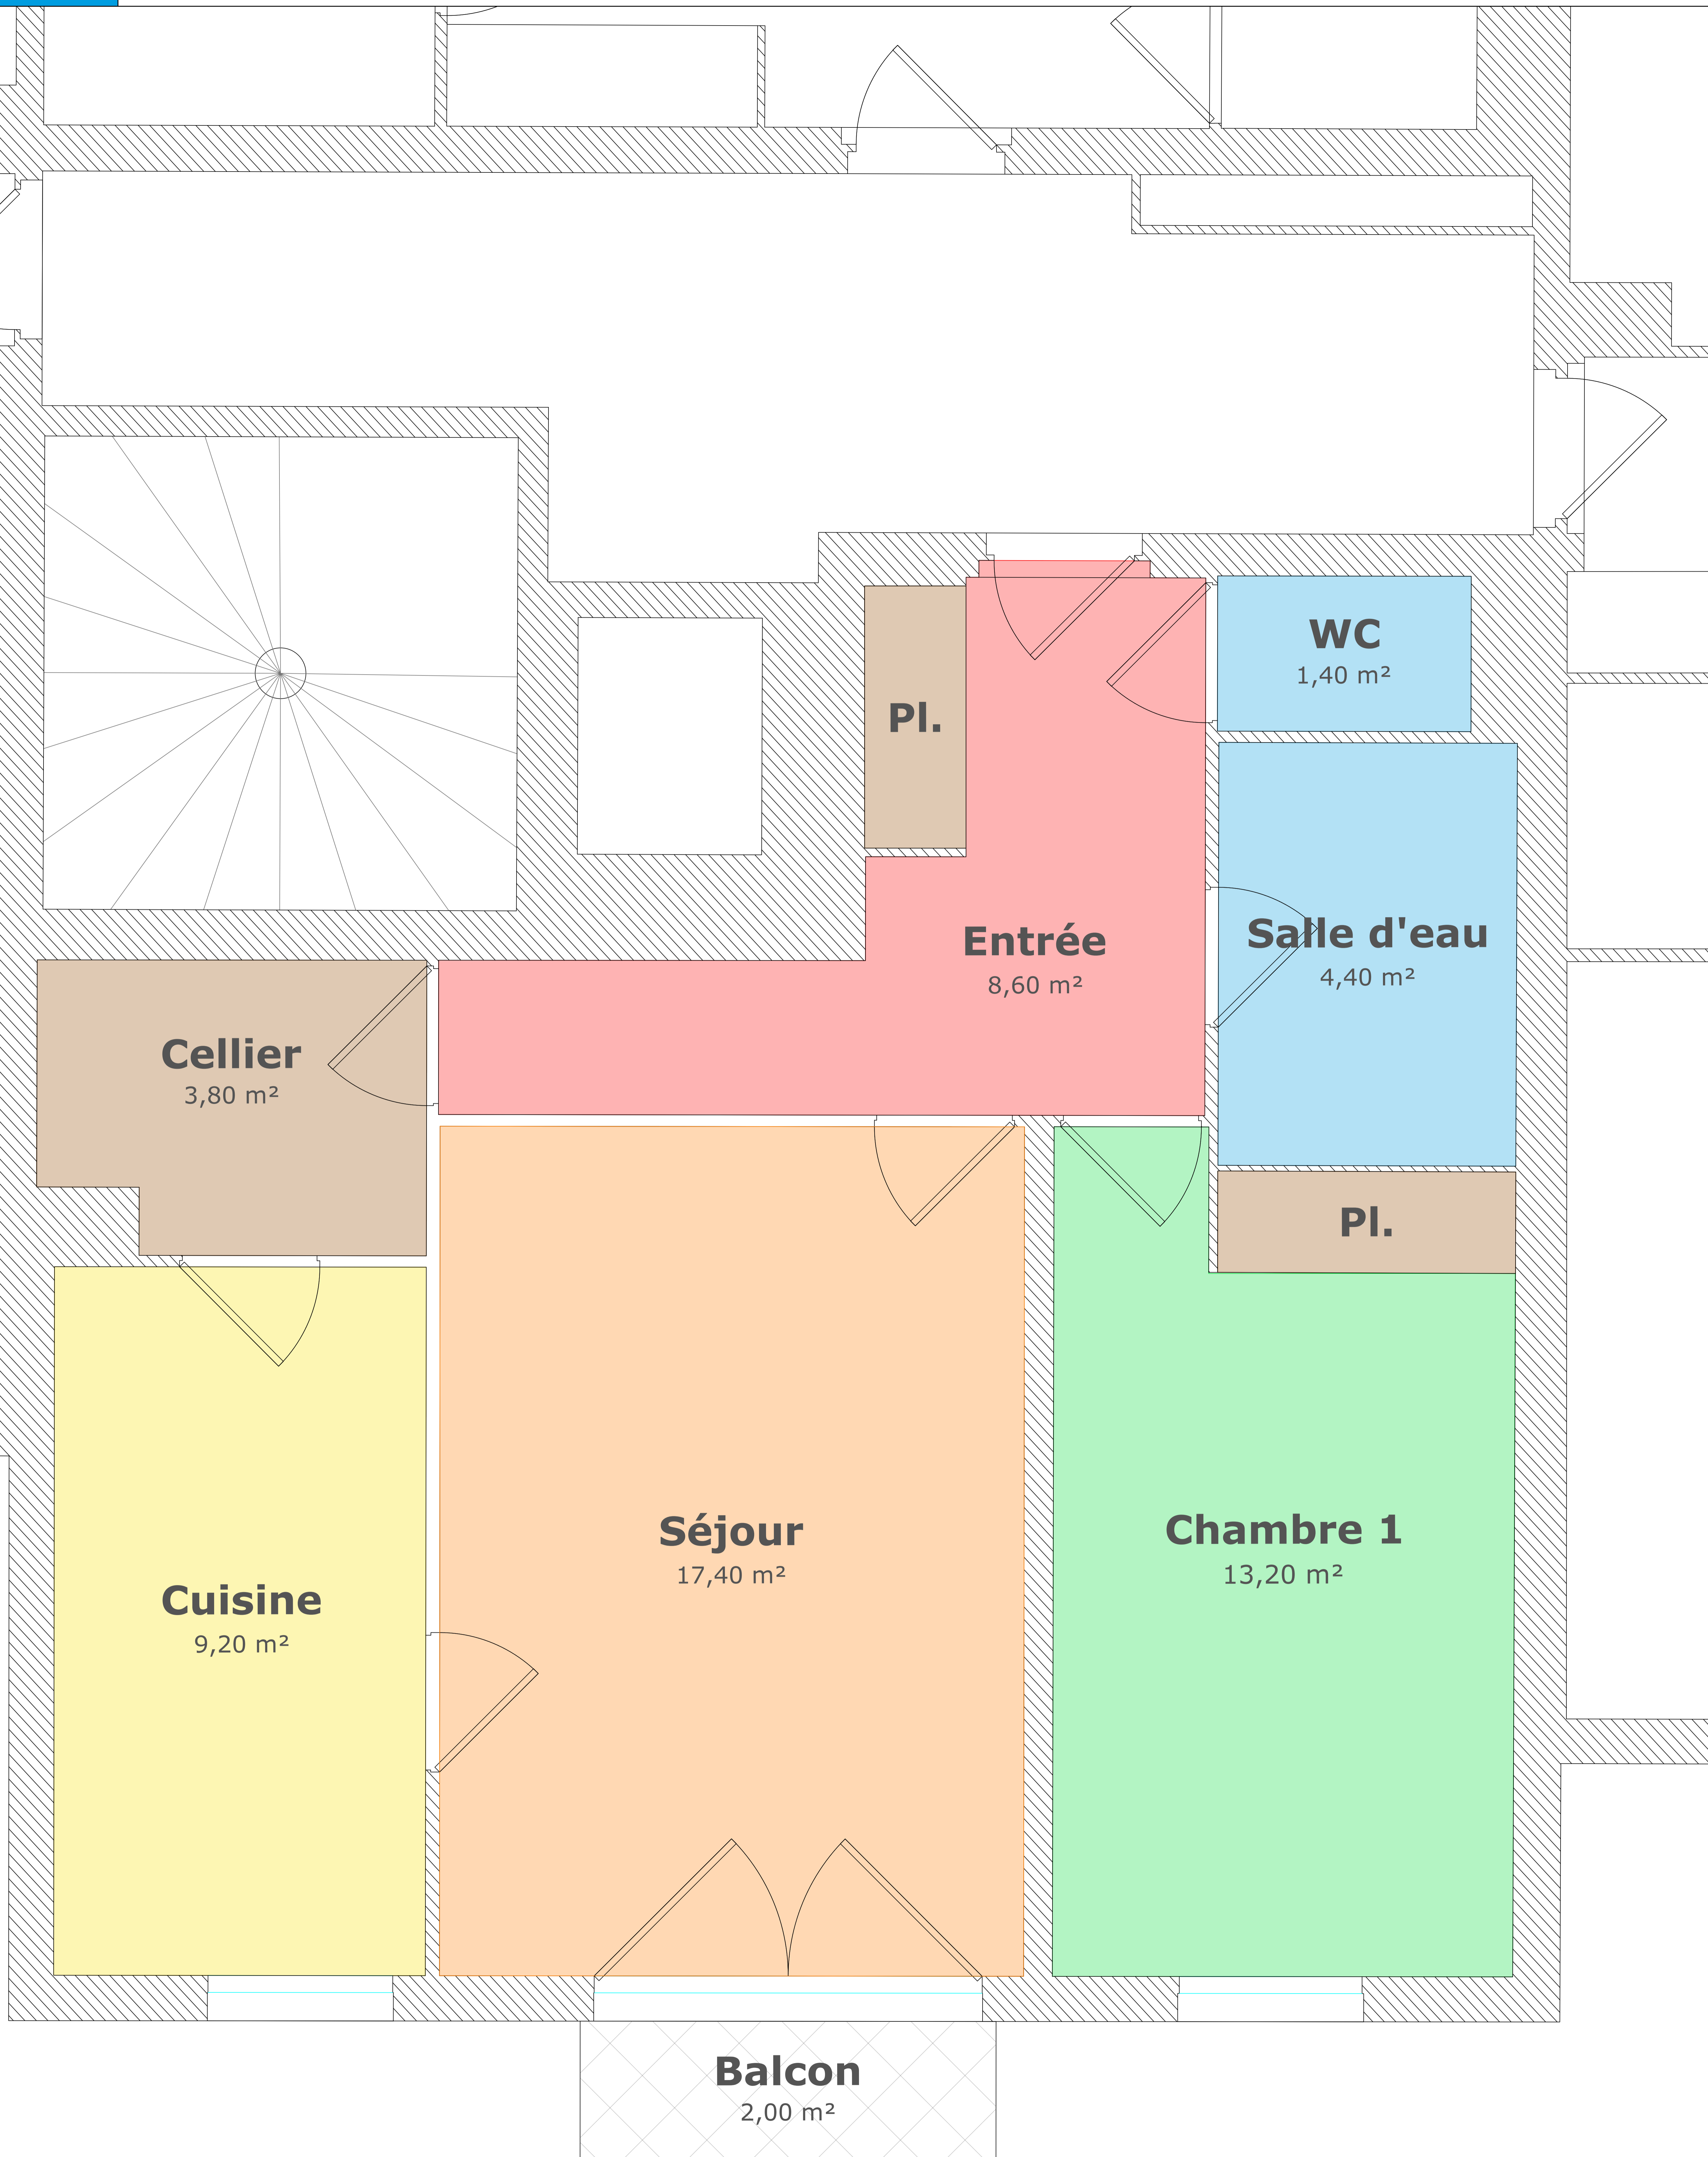 WC
1,40 m²
Pl.
Entrée
8,60 m²
Salle d'eau
4,40 m²
Cellier
3,80 m²
Pl.
Séjour
17,40 m²
Chambre 1
13,20 m²
Cuisine
9,20 m²
Balcon
2,00 m²